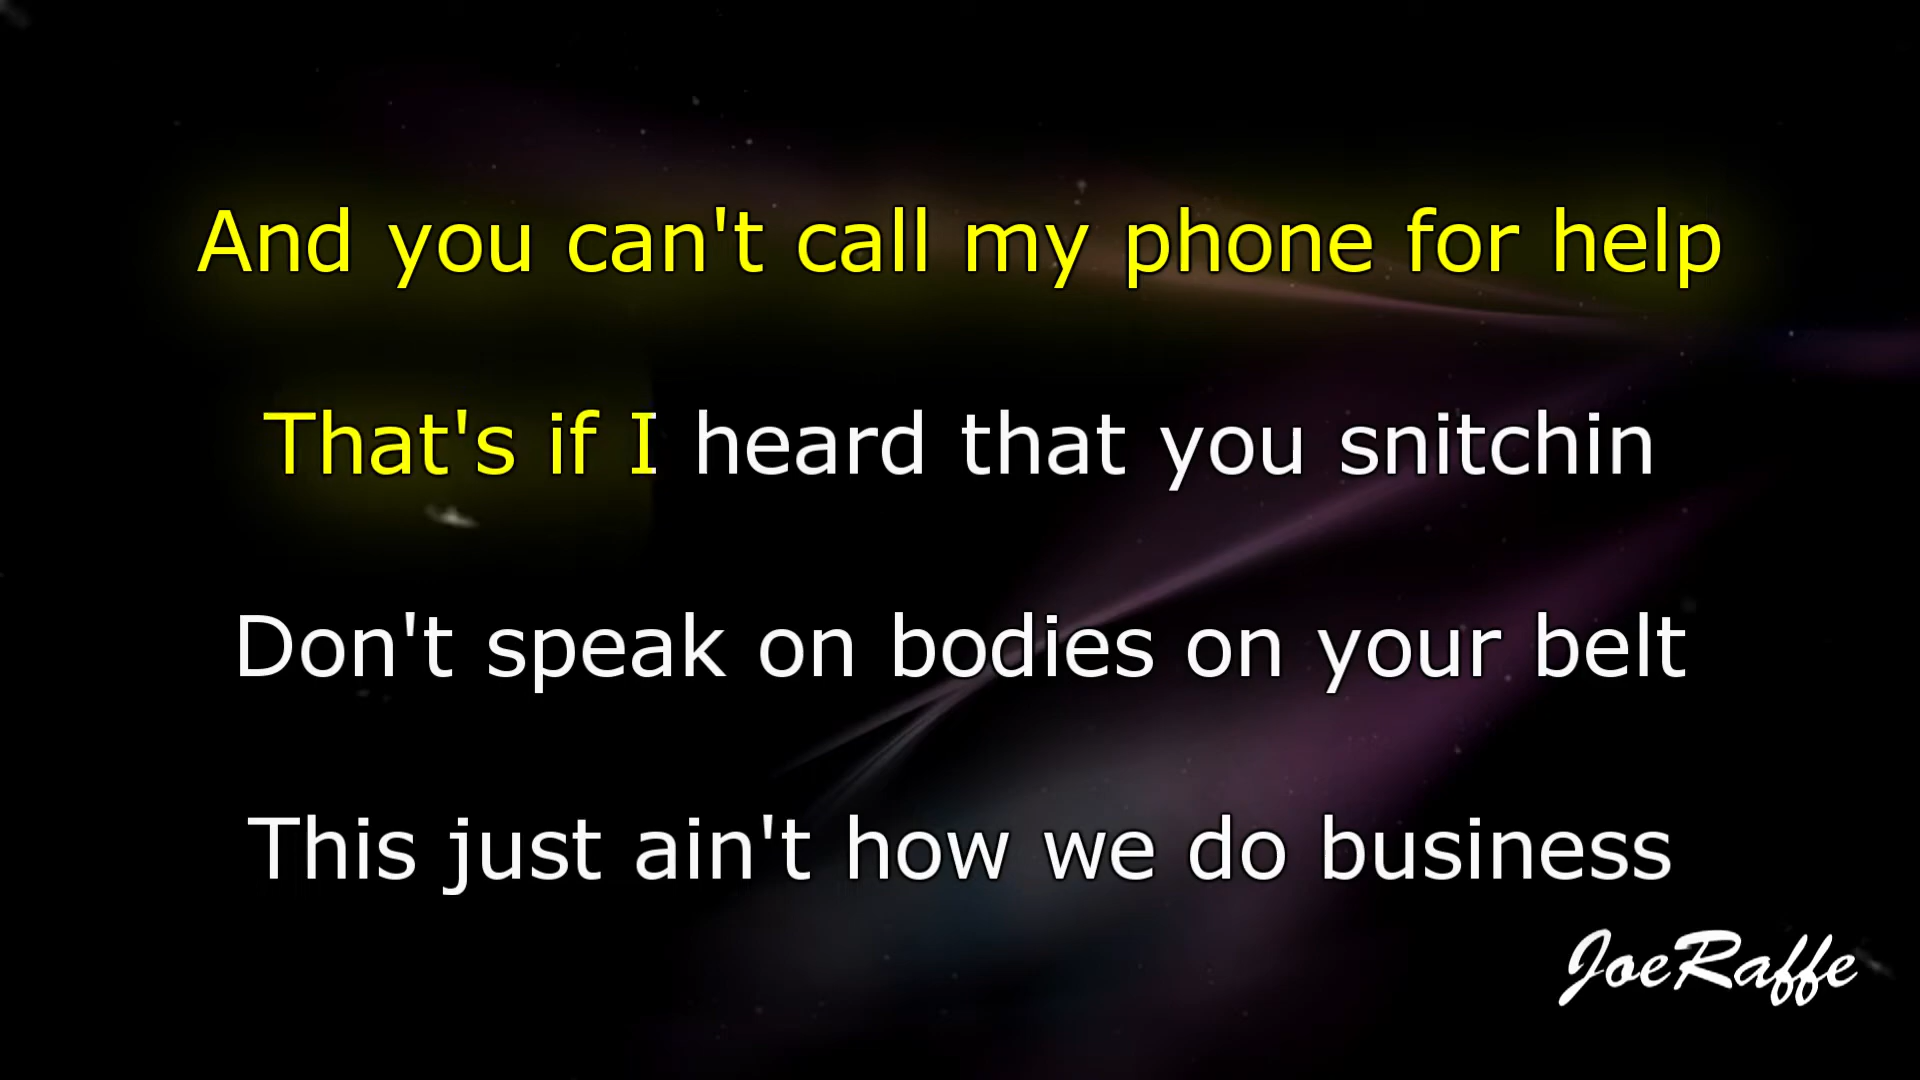 And you can't call my phone for help
That's if I heard that you snitchin
Don't speak on bodies on your belt
This just ain't how we do business
JoeRaffe